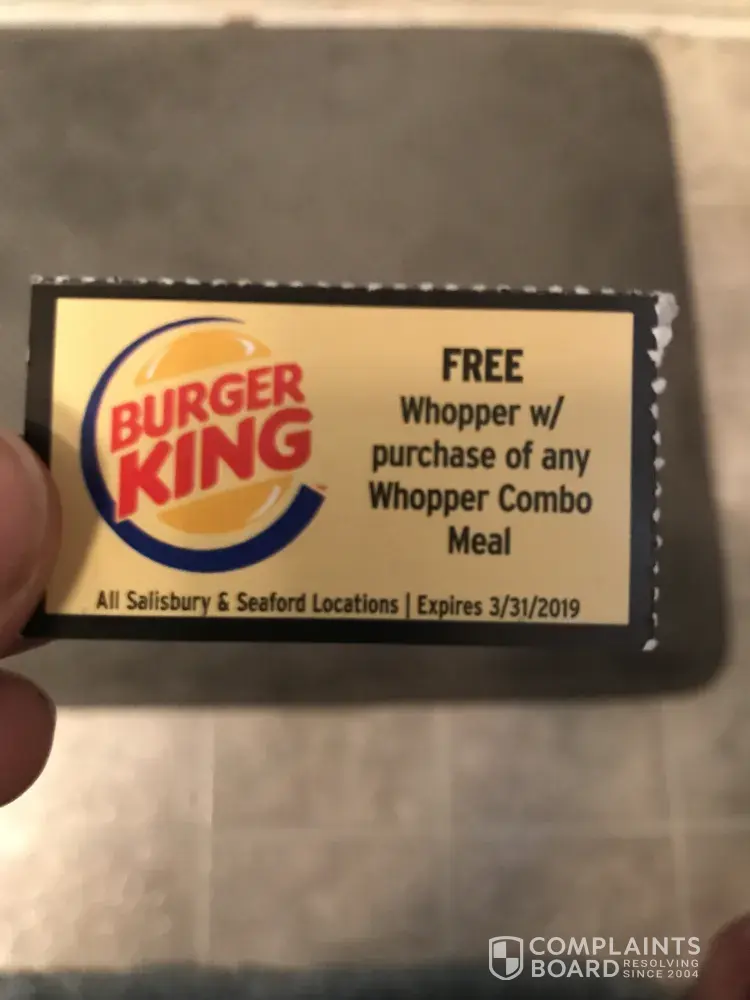 BURGER
KING
™
FREE
Whopper w/
purchase of any
Whopper Combo
Meal
All Salisbury & Seaford Locations | Expires 3/31/2019
COMPLAINTS
BOARD RESOLVING
SINCE 2004